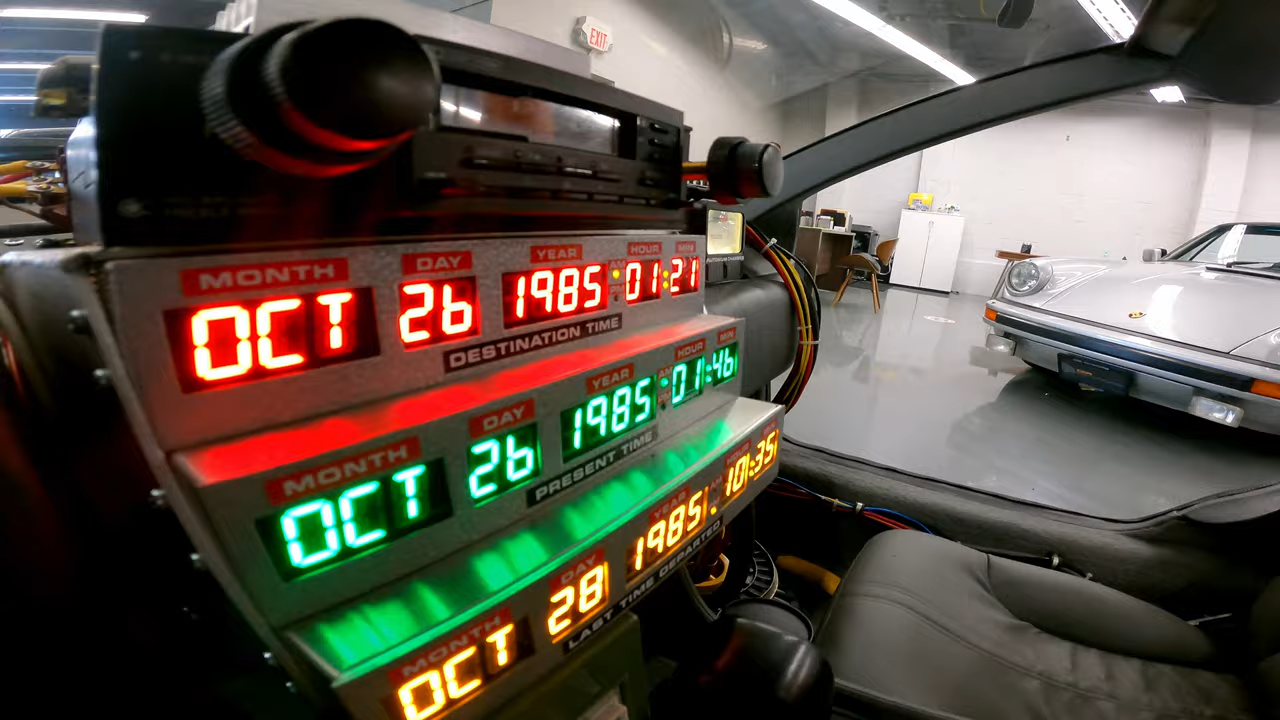 EXIT
MONTH DAY YEAR AM HOUR MIN
OCT 26 1985 01:21
DESTINATION TIME
MONTH DAY YEAR AM HOUR MIN
OCT 26 1985 01:46
PRESENT TIME
MONTH DAY YEAR HOUR
OCT 28 1985 10:35
LAST TIME DEPARTED